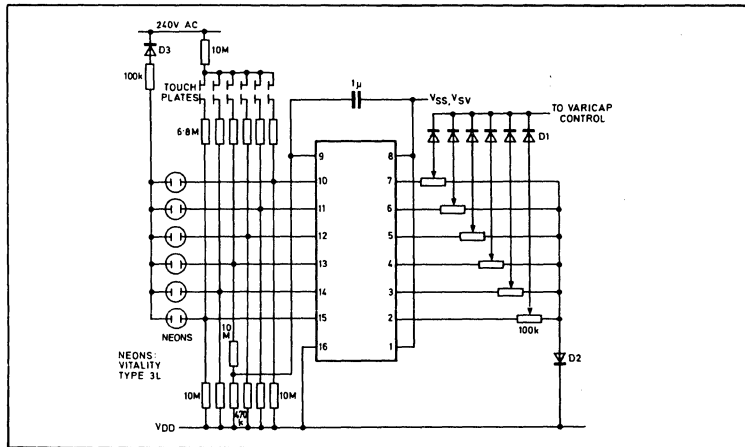 240V AC
D3
10M
100k
TOUCH
PLATES
1µ
VSS, VSV
TO VARICAP
CONTROL
6·8M
D1
9
8
10
7
11
6
12
5
13
4
14
3
15
2
16
1
NEONS
10
M
100k
NEONS:
VITALITY
TYPE 3L
D2
10M
470
k
10M
VDD